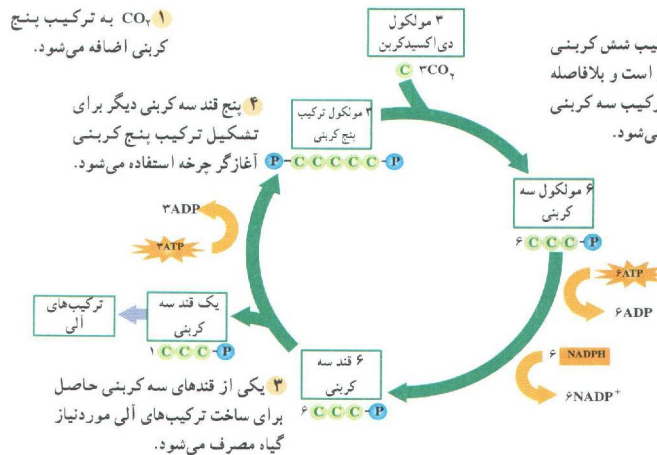 ۱ CO۲ به ترکیب پنج
کربنی اضافه می‌شود.
۳ مولکول
دی‌اکسیدکربن
C ۳CO۲
شش کربنی
است و بلافاصله
ترکیب سه کربنی
۴ پنج قند سه کربنی دیگر برای
تشکیل ترکیب پنج کربنی
آغازگر چرخه استفاده می‌شود.
۳ مولکول ترکیب
پنج کربنی
P-C C C C C-P
۶ مولکول سه
کربنی
۶ C C C-P
۳ADP
۳ATP
۶ATP
۶ADP
۶ NADPH
۶NADP+
ترکیب‌های
آلی
یک قند سه
کربنی
۱ C C C-P
۶ قند سه
کربنی
۶ C C C-P
۳ یکی از قندهای سه کربنی حاصل
برای ساخت ترکیب‌های آلی موردنیاز
گیاه مصرف می‌شود.